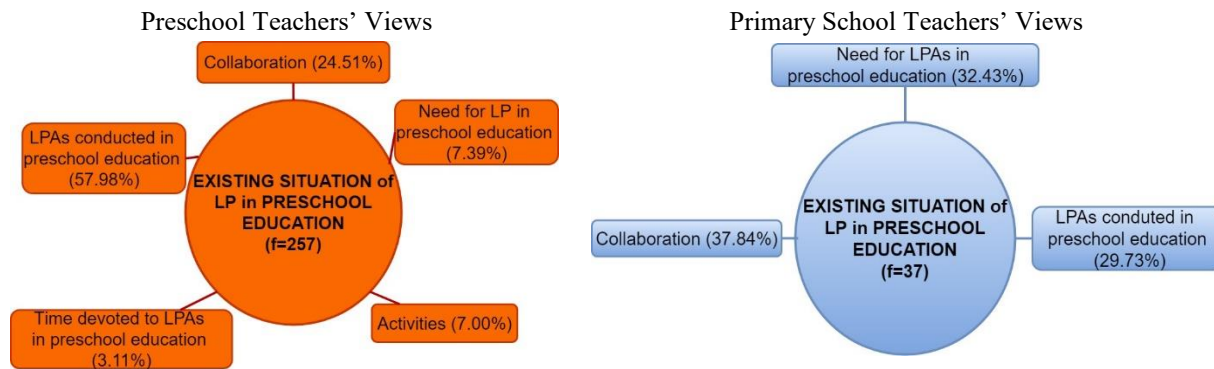 Preschool Teachers’ Views
Collaboration (24.51%)
Need for LP in
preschool education
(7.39%)
LPAs conducted in
preschool education
(57.98%)
EXISTING SITUATION of
LP in PRESCHOOL
EDUCATION
(f=257)
Time devoted to LPAs
in preschool education
(3.11%)
Activities (7.00%)
Primary School Teachers’ Views
Need for LPAs in
preschool education (32.43%)
EXISTING SITUATION of
LP in PRESCHOOL
EDUCATION
(f=37)
Collaboration (37.84%)
LPAs conduted in
preschool education
(29.73%)